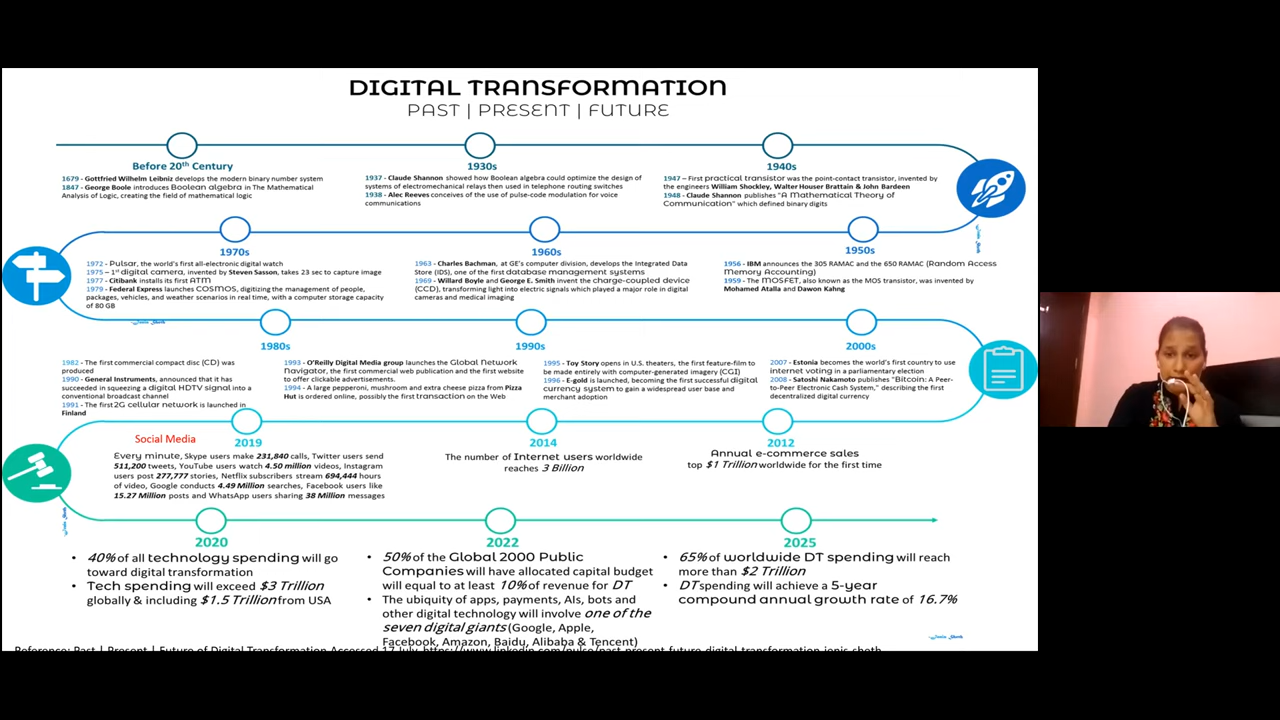 DIGITAL TRANSFORMATION
PAST | PRESENT | FUTURE
Before 20th Century
1679 - Gottfried Wilhelm Leibniz develops the modern binary number system
1847 - George Boole introduces Boolean algebra in The Mathematical
Analysis of Logic, creating the field of mathematical logic
1930s
1937 - Claude Shannon showed how Boolean algebra could optimize the design of
systems of electromechanical relays then used in telephone routing switches
1938 - Alec Reeves conceives of the use of pulse-code modulation for voice
communications
1940s
1947 – First practical transistor was the point-contact transistor, invented by
the engineers William Shockley, Walter Houser Brattain & John Bardeen
1948 - Claude Shannon publishes "A Mathematical Theory of
Communication" which defined binary digits
1970s
1972 - Pulsar, the world's first all-electronic digital watch
1975 – 1st digital camera, invented by Steven Sasson, takes 23 sec to capture image
1977 - Citibank installs its first ATM
1979 - Federal Express launches COSMOS, digitizing the management of people,
packages, vehicles, and weather scenarios in real time, with a computer storage capacity
of 80 GB
1960s
1963 - Charles Bachman, at GE's computer division, develops the Integrated Data
Store (IDS), one of the first database management systems
1969 - Willard Boyle and George E. Smith invent the charge-coupled device
(CCD), transforming light into electric signals which played a major role in digital
cameras and medical imaging
1950s
1956 - IBM announces the 305 RAMAC and the 650 RAMAC (Random Access
Memory Accounting)
1959 - The MOSFET, also known as the MOS transistor, was invented by
Mohamed Atalla and Dawon Kahng
1980s
1982 - The first commercial compact disc (CD) was
produced
1990 - General Instruments, announced that it has
succeeded in squeezing a digital HDTV signal into a
conventional broadcast channel
1991 - The first 2G cellular network is launched in
Finland
1990s
1993 - O'Reilly Digital Media group launches the Global Network
Navigator, the first commercial web publication and the first website
to offer clickable advertisements.
1994 - A large pepperoni, mushroom and extra cheese pizza from Pizza
Hut is ordered online, possibly the first transaction on the Web
1995 - Toy Story opens in U.S. theaters, the first feature-film to
be made entirely with computer-generated imagery (CGI)
1996 - E-gold is launched, becoming the first successful digital
currency system to gain a widespread user base and
merchant adoption
2000s
2007 - Estonia becomes the world's first country to use
internet voting in a parliamentary election
2008 - Satoshi Nakamoto publishes "Bitcoin: A Peer-
to-Peer Electronic Cash System," describing the first
decentralized digital currency
Social Media
2019
Every minute, Skype users make 231,840 calls, Twitter users send
511,200 tweets, YouTube users watch 4.50 million videos, Instagram
users post 277,777 stories, Netflix subscribers stream 694,444 hours
of video, Google conducts 4.49 Million searches, Facebook users like
15.27 Million posts and WhatsApp users sharing 38 Million messages
2014
The number of Internet users worldwide
reaches 3 Billion
2012
Annual e-commerce sales
top $1 Trillion worldwide for the first time
2020
• 40% of all technology spending will go
toward digital transformation
• Tech spending will exceed $3 Trillion
globally & including $1.5 Trillion from USA
2022
• 50% of the Global 2000 Public
Companies will have allocated capital budget
will equal to at least 10% of revenue for DT
• The ubiquity of apps, payments, AIs, bots and
other digital technology will involve one of the
seven digital giants (Google, Apple,
Facebook, Amazon, Baidu, Alibaba & Tencent)
2025
• 65% of worldwide DT spending will reach
more than $2 Trillion
• DT spending will achieve a 5-year
compound annual growth rate of 16.7%
Reference: Past | Present | Future of Digital Transformation Accessed 17 July, https://www.linkedin.com/pulse/past-present-future-digital-transformation-jenis-sheth